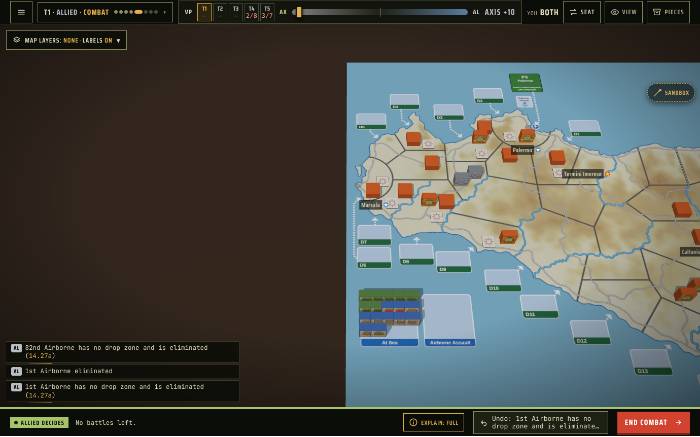 T1 · ALLIED · COMBAT
VP
T1
T2
T3
T4
2/8
T5
3/7
AX
AL
AXIS +10
YOU BOTH
SEAT
VIEW
PIECES
MAP LAYERS: NONE · LABELS ON
SANDBOX
Palermo
Termini Imerese
Marsala
D7
D8
D9
D10
D11
D12
D13
At Sea
Airborne Assault
AL 82nd Airborne has no drop zone and is eliminated
(14.27a)
AL 1st Airborne eliminated
AL 1st Airborne has no drop zone and is eliminated
(14.27a)
ALLIED DECIDES
No battles left.
EXPLAIN: FULL
Undo: 1st Airborne has no
drop zone and is eliminate…
END COMBAT